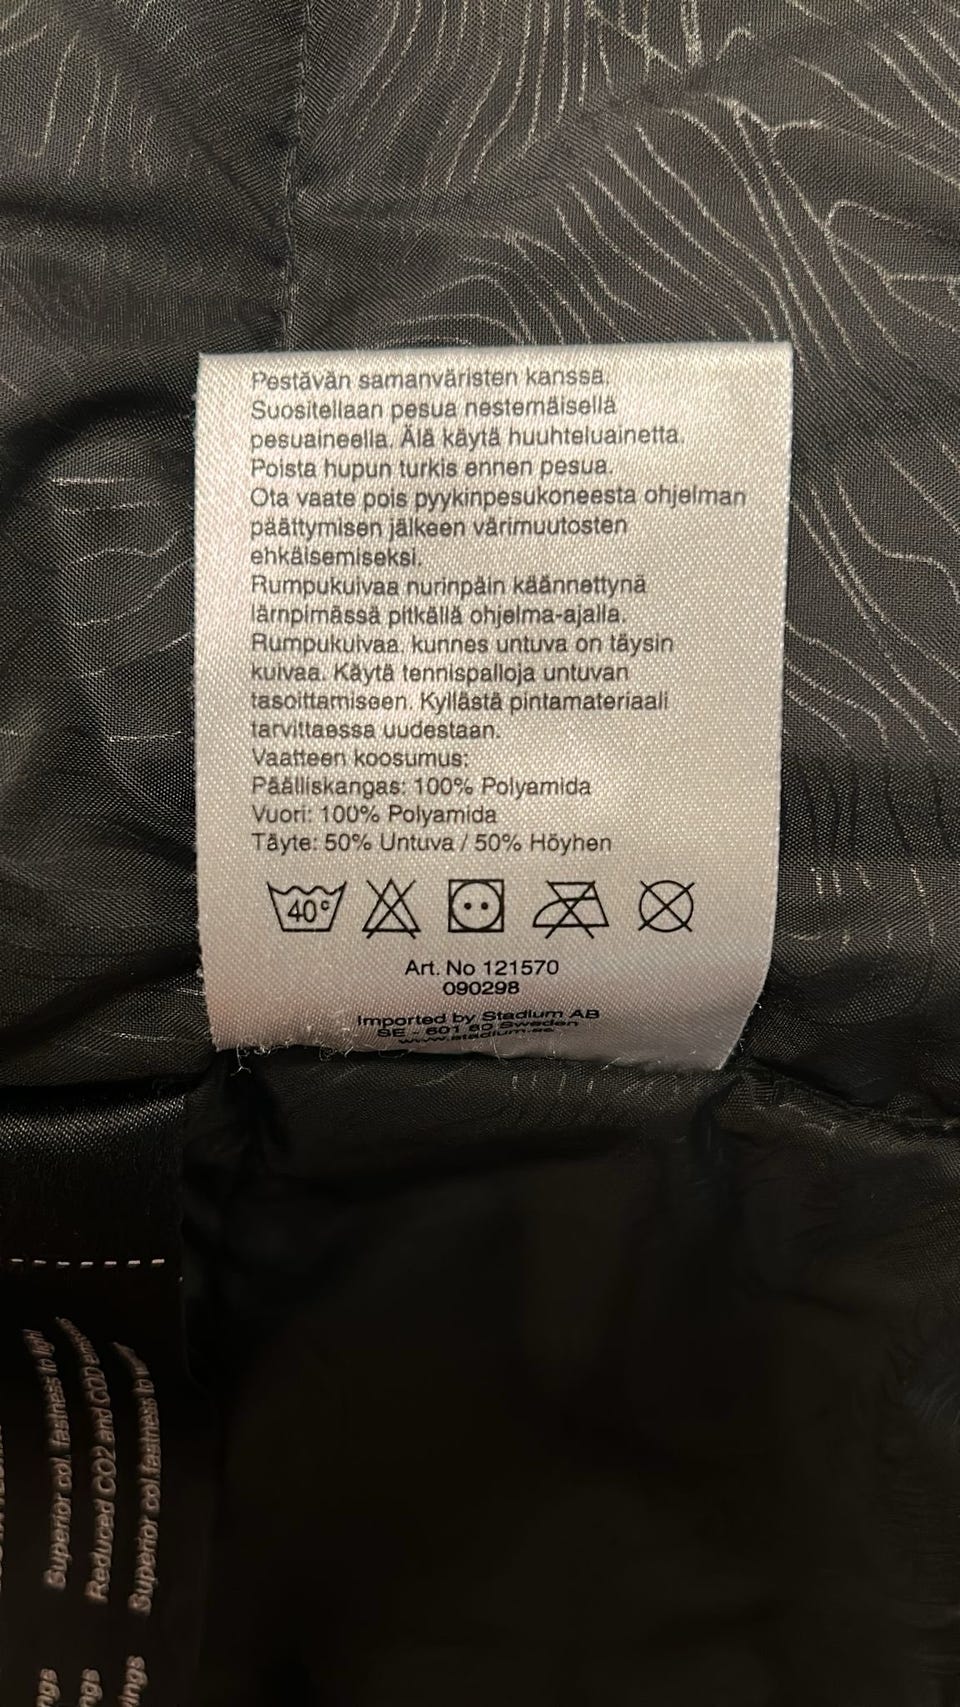 Pestävän samanväristen kanssa.
Suositellaan pesua nestemäisellä
pesuaineella. Älä käytä huuhteluainetta.
Poista hupun turkis ennen pesua.
Ota vaate pois pyykinpesukoneesta ohjelman
päättymisen jälkeen värimuutosten
ehkäisemiseksi.
Rumpukuivaa nurinpäin käännettynä
lämpimässä pitkällä ohjelma-ajalla.
Rumpukuivaa, kunnes untuva on täysin
kuivaa. Käytä tennispalloja untuvan
tasoittamiseen. Kyllästä pintamateriaali
tarvittaessa uudestaan.
Vaatteen koosumus:
Päälliskangas: 100% Polyamida
Vuori: 100% Polyamida
Täyte: 50% Untuva / 50% Höyhen
40°
Art. No 121570
090298
Imported by Stadium AB
SE - 601 60 Sweden
www.stadium.se
Superior col. fastness to light
Reduced CO2 and COD
Superior col.fastness to